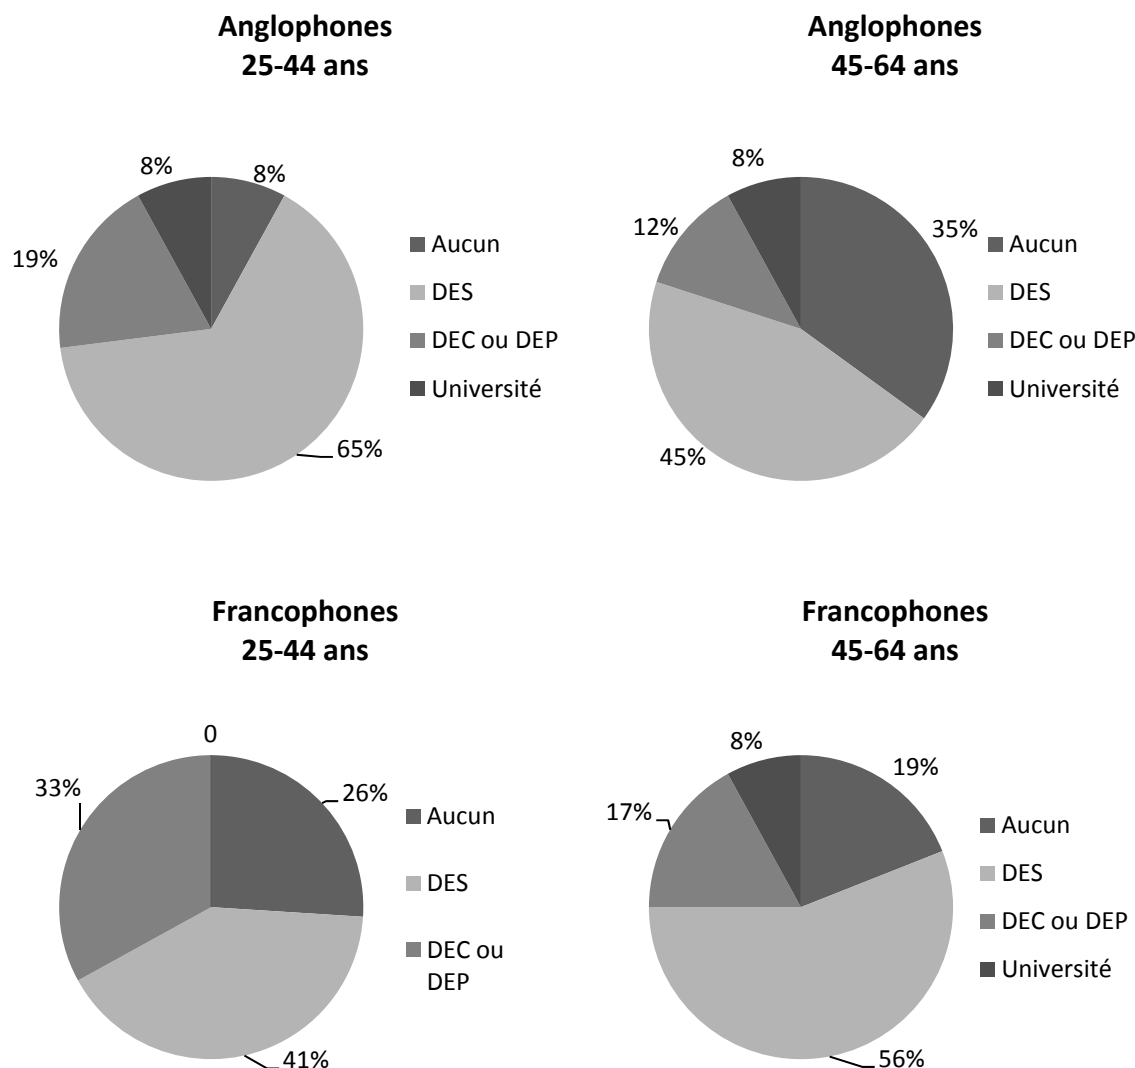 Anglophones
25-44 ans
8%
8%
19%
65%
Aucun
DES
DEC ou DEP
Université
Anglophones
45-64 ans
8%
12%
35%
45%
Aucun
DES
DEC ou DEP
Université
Francophones
25-44 ans
0
33%
26%
41%
Aucun
DES
DEC ou
DEP
Francophones
45-64 ans
8%
19%
17%
56%
Aucun
DES
DEC ou DEP
Université